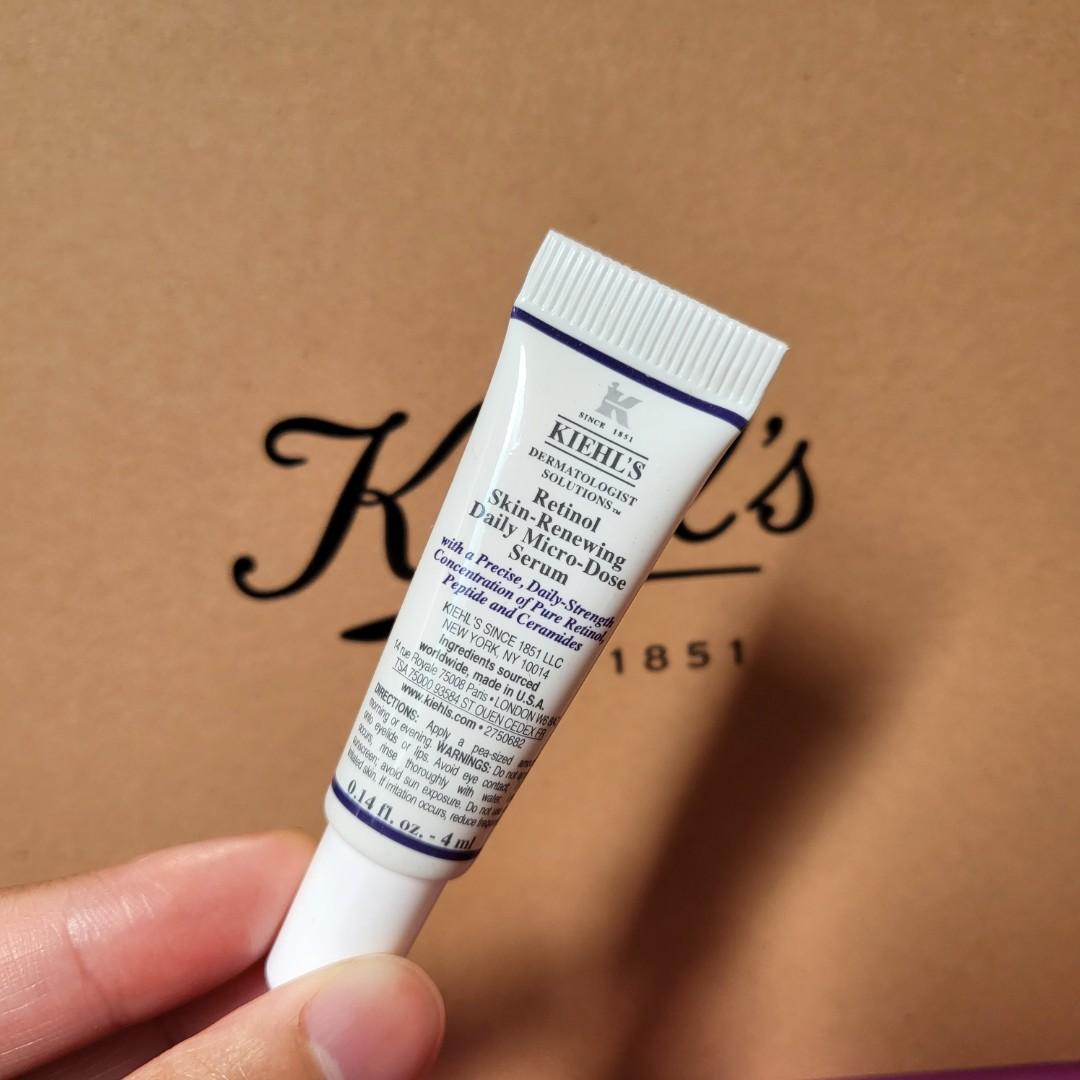 Kiehl's
1851
SINCE 1851
KIEHL'S
DERMATOLOGIST
SOLUTIONS™
Retinol
Skin-Renewing
Daily Micro-Dose
Serum
with a Precise, Daily-Strength
Concentration of Pure Retinol,
Peptide and Ceramides
KIEHL'S SINCE 1851 LLC
NEW YORK, NY 10014
Ingredients sourced
worldwide, made in U.S.A.
14 rue Royale 75008 Paris • LONDON W6
TSA 75000 93584 ST OUEN CEDEX FR
www.kiehls.com • 2750682
DIRECTIONS: Apply a pea-sized
morning or evening. WARNINGS: Do
onto eyelids or lips. Avoid eye contact.
occurs, rinse thoroughly with water.
sunscreen; avoid sun exposure. Do not
irritated skin. If irritation occurs, reduce
0.14 fl. oz. - 4 ml